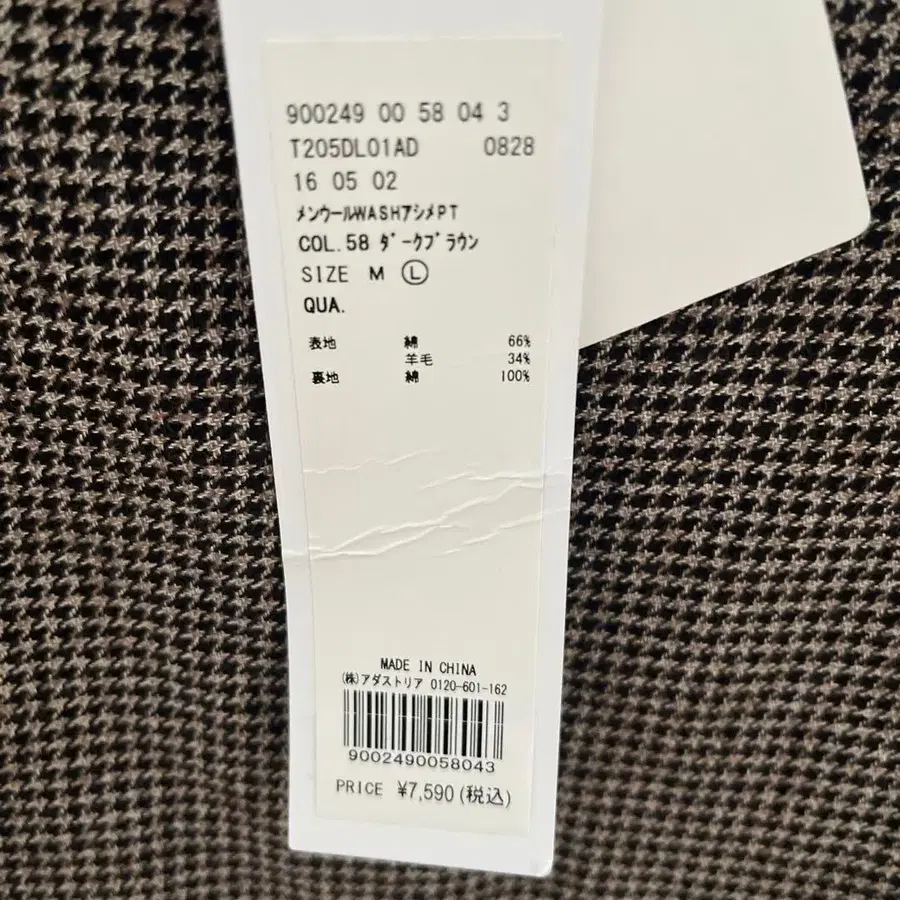 900249 00 58 04 3
T205DL01AD 0828
16 05 02
メンウールWASHアシメPT
COL.58 ダークブラウン
SIZE M Ⓛ
QUA.
表地 綿 66%
羊毛 34%
裏地 綿 100%
MADE IN CHINA
(株)アダストリア 0120-601-162
9002490058043
PRICE ¥7,590(税込)